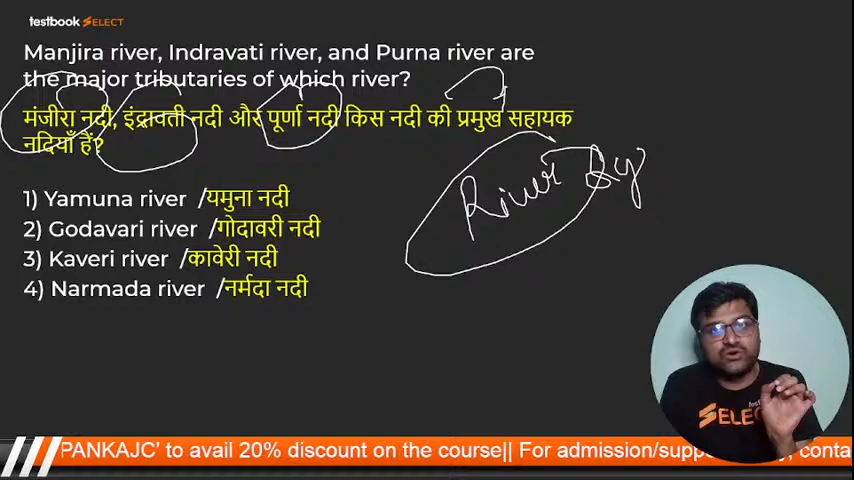 testbook SELECT
Manjira river, Indravati river, and Purna river are
the major tributaries of which river?
मंजीरा नदी, इंद्रावती नदी और पूर्णा नदी किस नदी की प्रमुख सहायक
नदियाँ हैं?
River Sy
1) Yamuna river /यमुना नदी
2) Godavari river /गोदावरी नदी
3) Kaveri river /कावेरी नदी
4) Narmada river /नर्मदा नदी
SELEC
PANKAJC' to avail 20% discount on the course|| For admission/supp conta